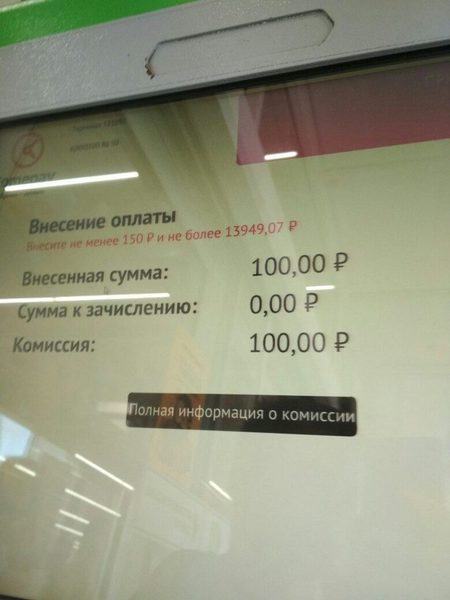 Внесение оплаты
Внесите не менее 150 ₽ и не более 13949,07 ₽
Внесенная сумма: 100,00 ₽
Сумма к зачислению: 0,00 ₽
Комиссия: 100,00 ₽
Полная информация о комиссии